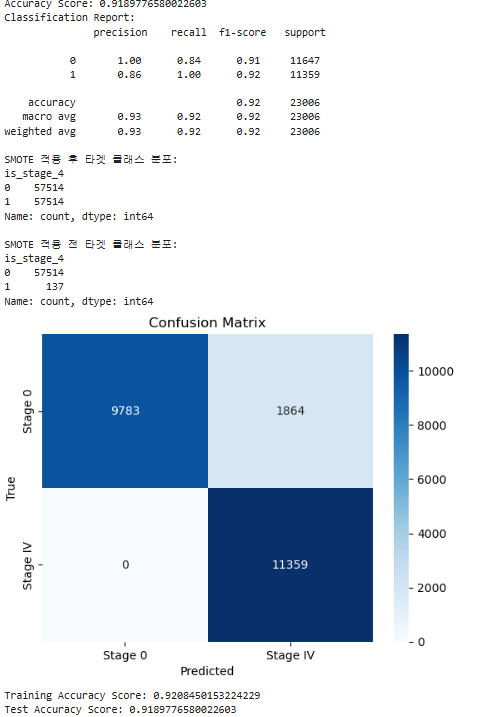 Accuracy Score: 0.9189776580022603
Classification Report:
precision recall f1-score support
0 1.00 0.84 0.91 11647
1 0.86 1.00 0.92 11359
accuracy 0.92 23006
macro avg 0.93 0.92 0.92 23006
weighted avg 0.93 0.92 0.92 23006
SMOTE 적용 후 타겟 클래스 분포:
is_stage_4
0 57514
1 57514
Name: count, dtype: int64
SMOTE 적용 전 타겟 클래스 분포:
is_stage_4
0 57514
1 137
Name: count, dtype: int64
Confusion Matrix
Stage 0
9783
1864
True
Stage IV
0
11359
Stage 0
Stage IV
Predicted
10000
8000
6000
4000
2000
0
Training Accuracy Score: 0.9208450153224229
Test Accuracy Score: 0.9189776580022603